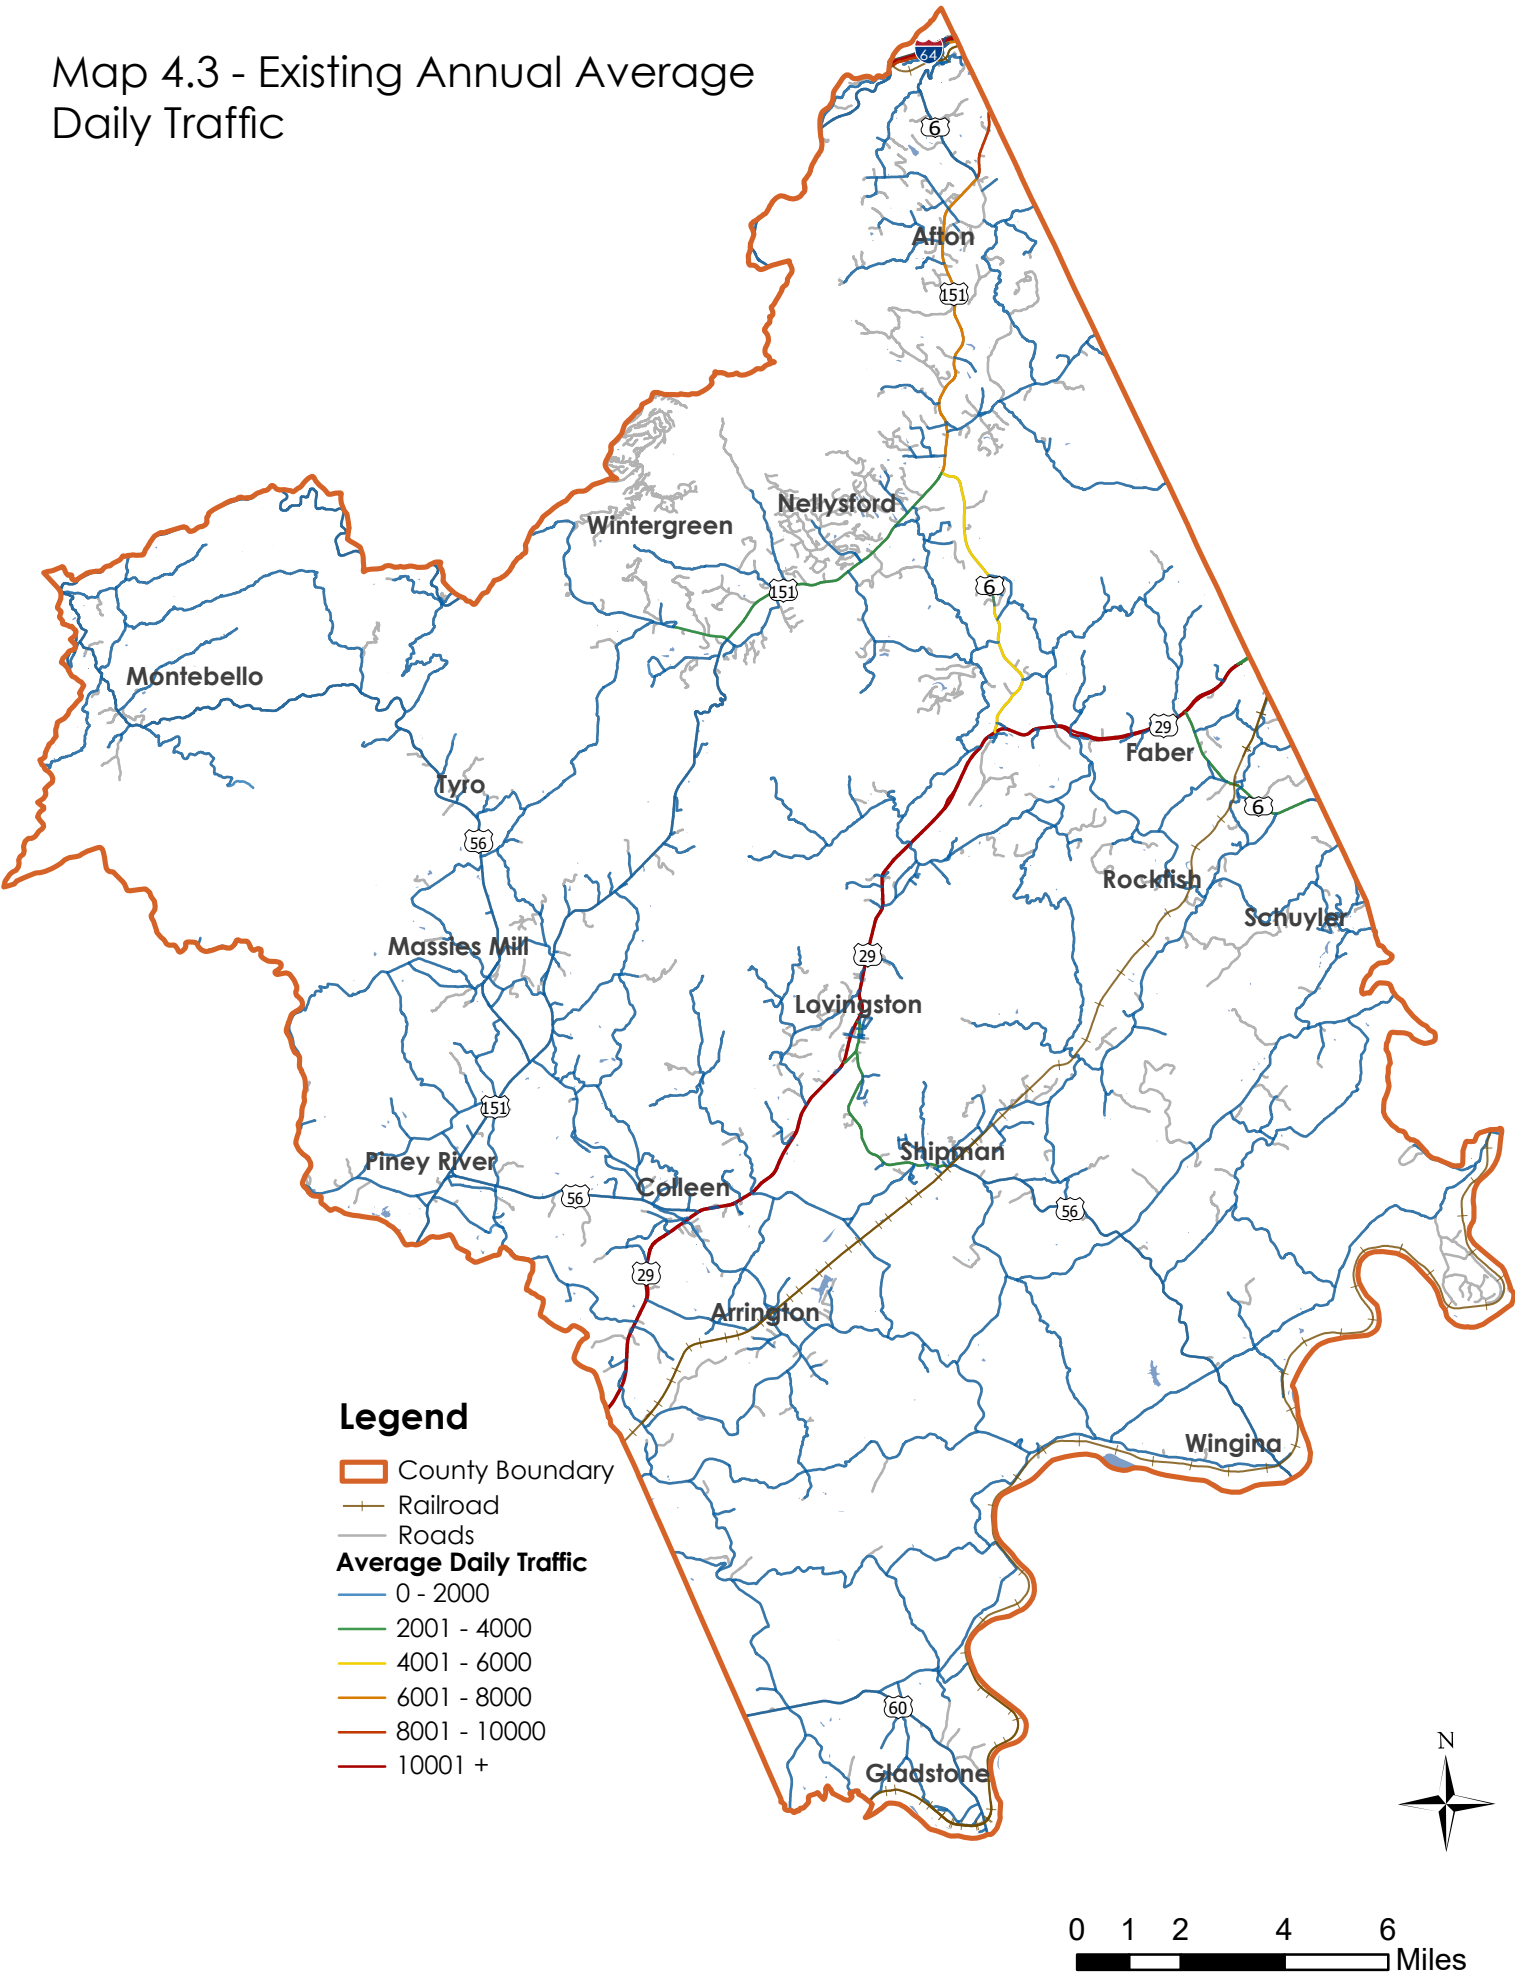 Map 4.3 - Existing Annual Average
Daily Traffic
64
6
Afton
151
Nellysford
Wintergreen
151
6
Montebello
29
Faber
Tyro
6
56
Rockfish
Schuyler
Massies Mill
29
Lovingston
151
Shipman
Piney River
Colleen
56
56
29
Arrington
Wingina
Legend
County Boundary
Railroad
Roads
Average Daily Traffic
0 - 2000
2001 - 4000
4001 - 6000
6001 - 8000
8001 - 10000
10001 +
60
Gladstone
N
0 1 2 4 6
Miles